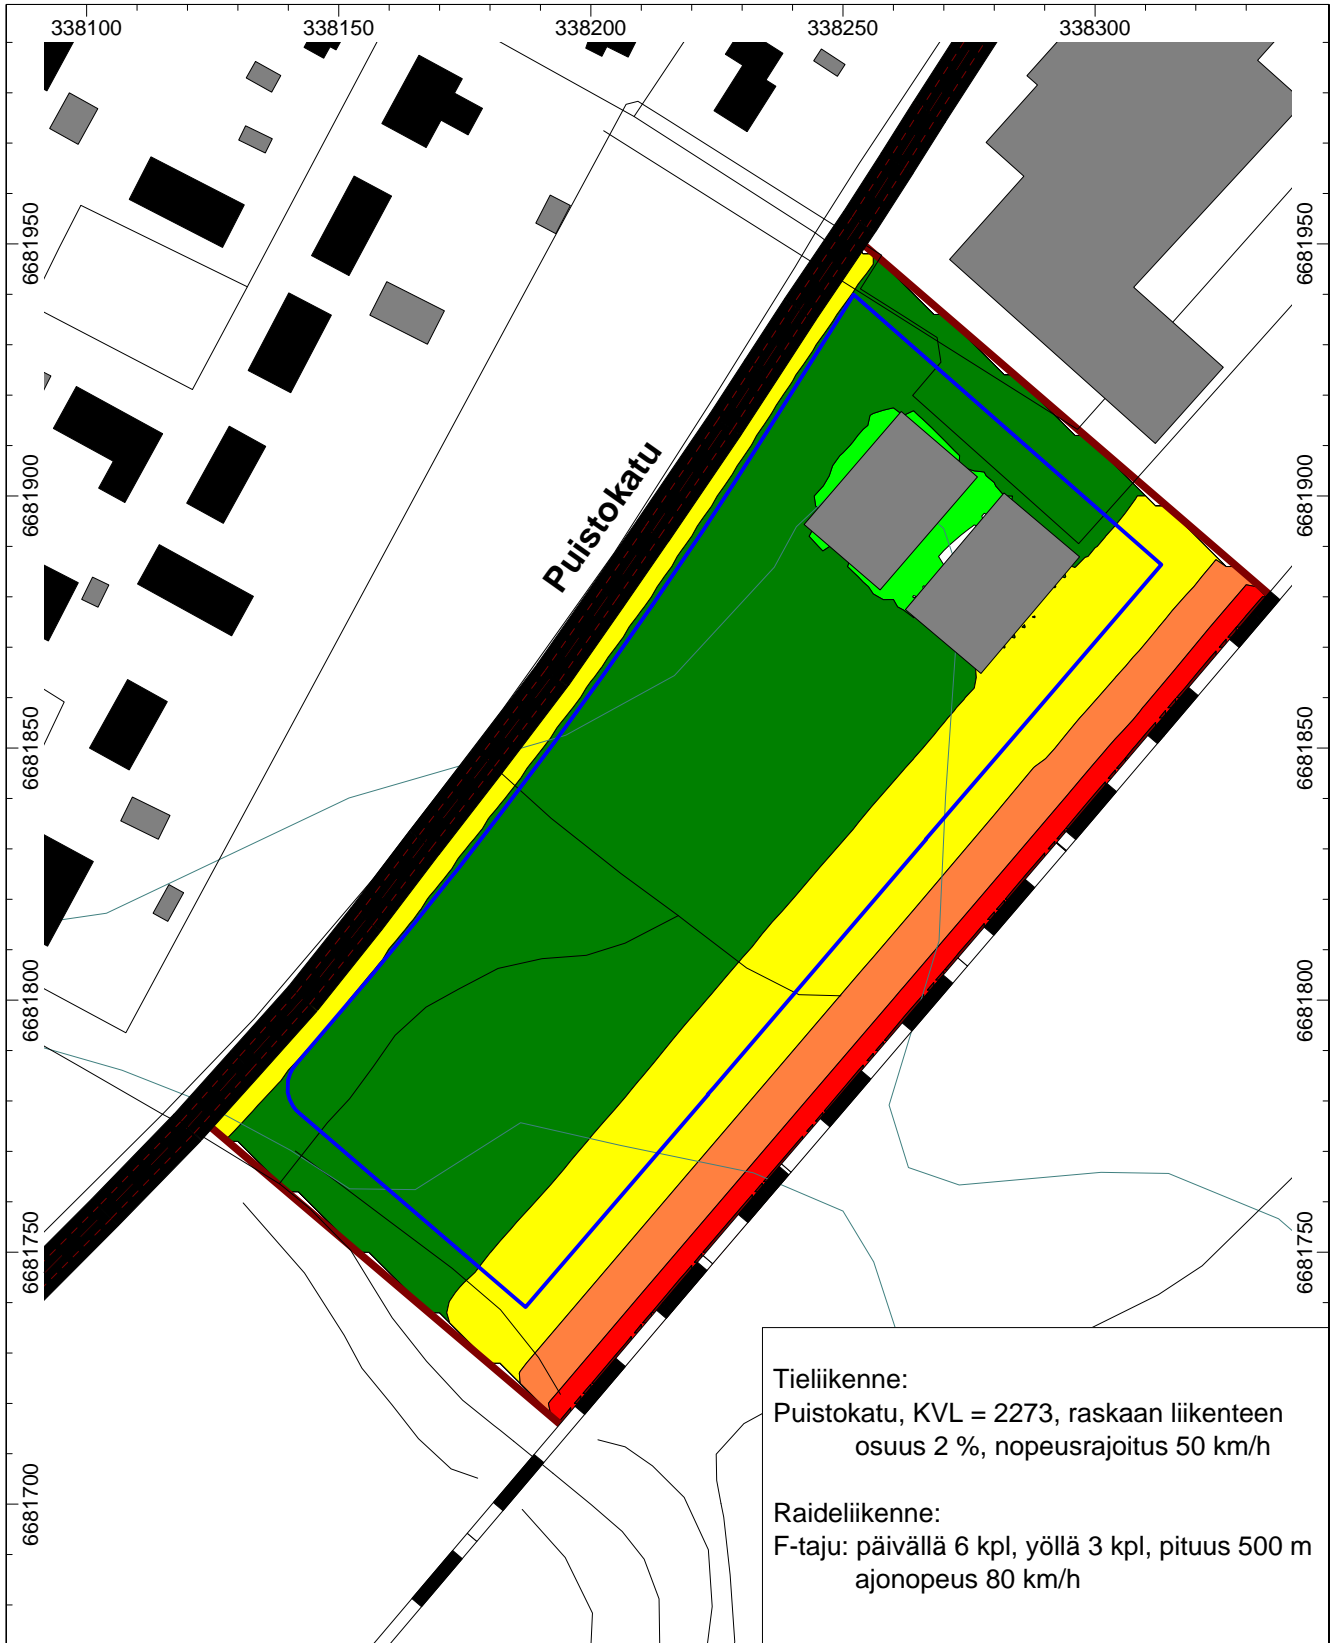 338100
338150
338200
338250
338300
6681950
6681950
6681900
6681900
Puistokatu
6681850
6681850
6681800
6681800
6681750
6681750
6681700
Tieliikenne:
Puistokatu, KVL = 2273, raskaan liikenteen
osuus 2 %, nopeusrajoitus 50 km/h
Raideliikenne:
F-taju: päivällä 6 kpl, yöllä 3 kpl, pituus 500 m
ajonopeus 80 km/h